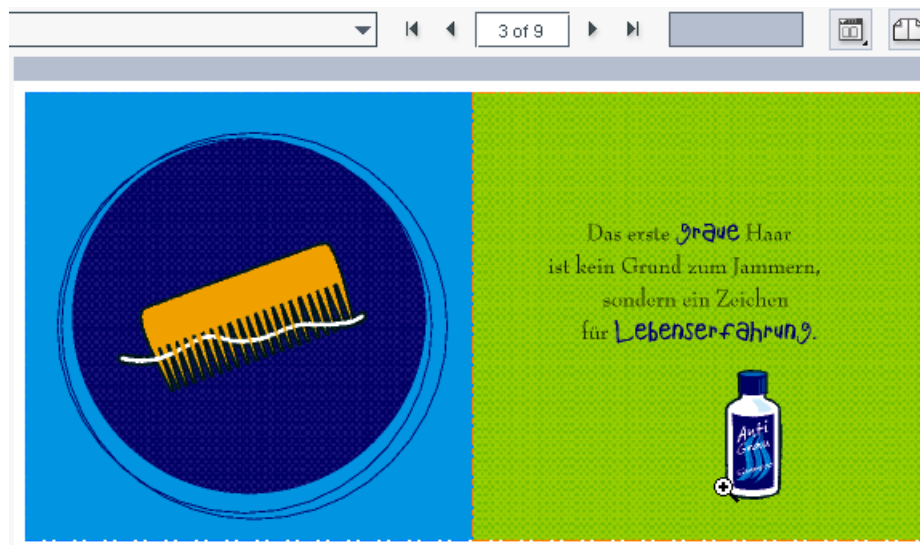 3 of 9
Das erste graue Haar
ist kein Grund zum Jammern,
sondern ein Zeichen
für Lebenserfahrung.
Anti
Grau